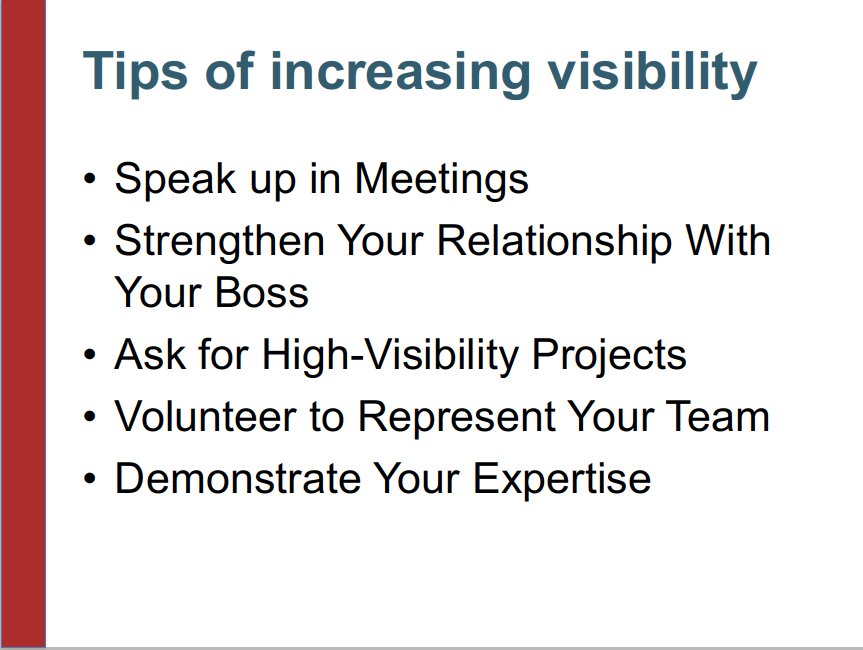 Tips of increasing visibility
• Speak up in Meetings
• Strengthen Your Relationship With
Your Boss
• Ask for High-Visibility Projects
• Volunteer to Represent Your Team
• Demonstrate Your Expertise